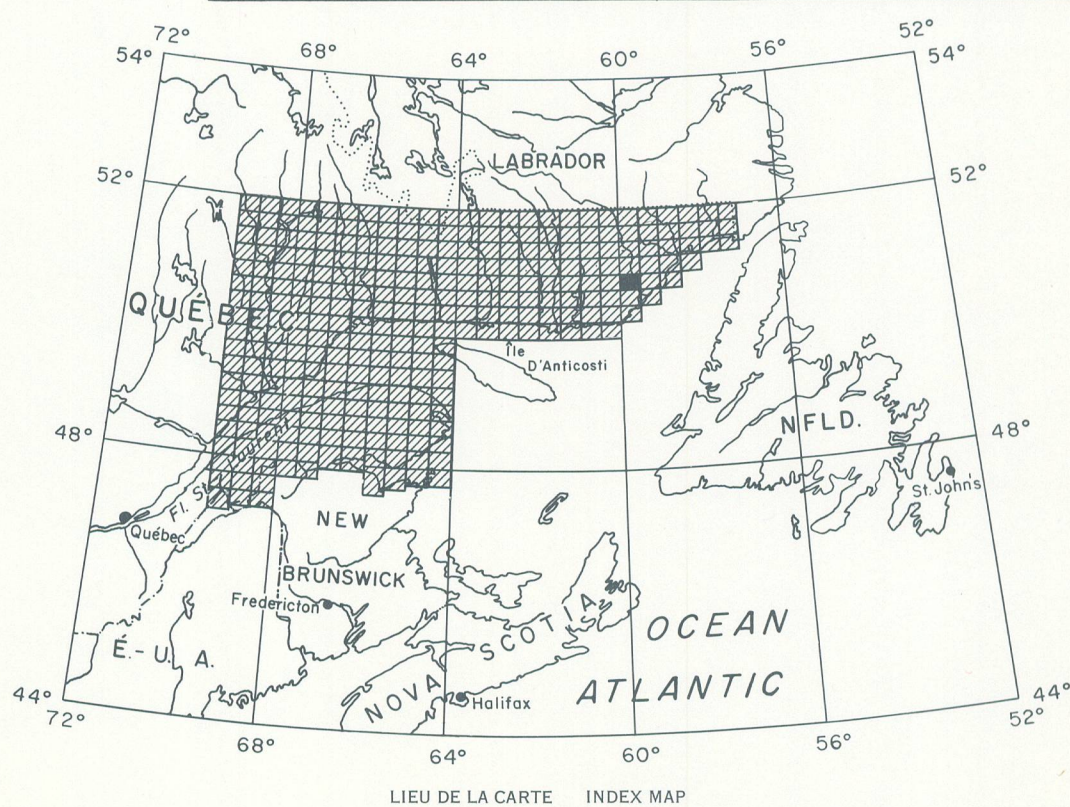 72°
68°
64°
60°
56°
52°
54°
54°
LABRADOR
52°
52°
QUÉBEC
Île
D'Anticosti
NFLD.
48°
48°
Fl. St. Laurent
St. John's
Québec
NEW
BRUNSWICK
Fredericton
É.-U. A.
NOVA SCOTIA
Halifax
OCEAN
ATLANTIC
44°
44°
72°
68°
64°
60°
56°
52°
LIEU DE LA CARTE INDEX MAP